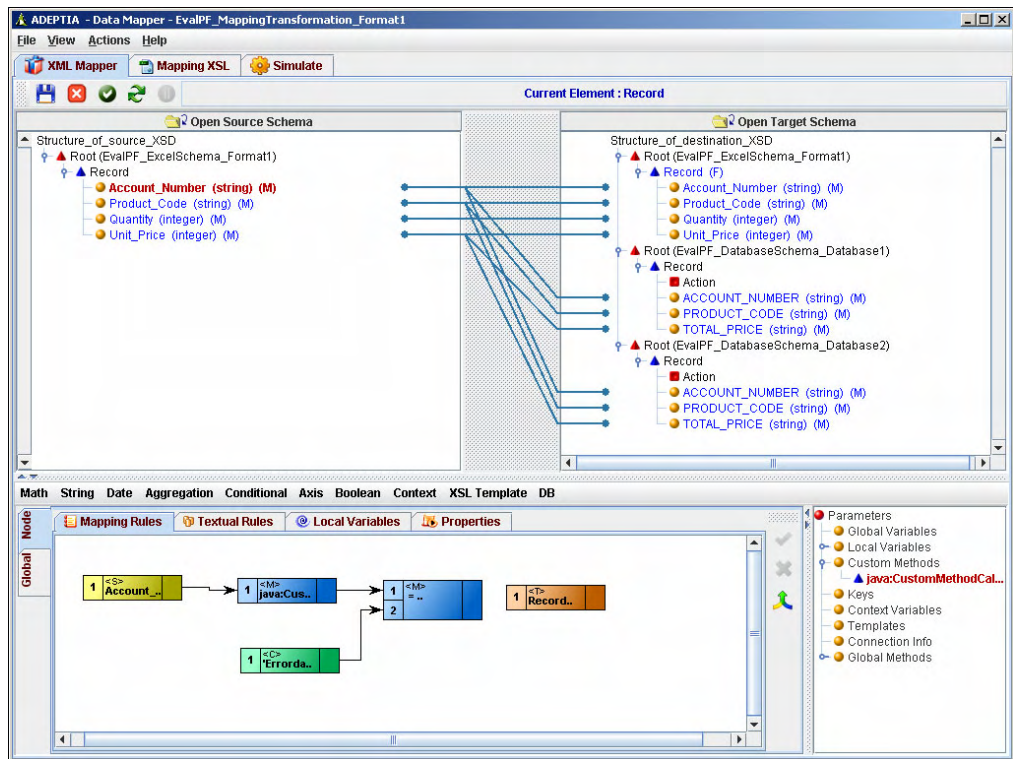 ADEPTIA - Data Mapper - EvalPF_MappingTransformation_Format1
File View Actions Help
XML Mapper Mapping XSL Simulate
Current Element : Record
Open Source Schema Open Target Schema
Structure_of_source_XSD
Root (EvalPF_ExcelSchema_Format1)
Record
Account_Number (string) (M)
Product_Code (string) (M)
Quantity (integer) (M)
Unit_Price (integer) (M)
Structure_of_destination_XSD
Root (EvalPF_ExcelSchema_Format1)
Record (F)
Account_Number (string) (M)
Product_Code (string) (M)
Quantity (integer) (M)
Unit_Price (integer) (M)
Root (EvalPF_DatabaseSchema_Database1)
Record
Action
ACCOUNT_NUMBER (string) (M)
PRODUCT_CODE (string) (M)
TOTAL_PRICE (string) (M)
Root (EvalPF_DatabaseSchema_Database2)
Record
Action
ACCOUNT_NUMBER (string) (M)
PRODUCT_CODE (string) (M)
TOTAL_PRICE (string) (M)
Math String Date Aggregation Conditional Axis Boolean Context XSL Template DB
Node
Global
Mapping Rules Textual Rules Local Variables Properties
1 <S> Account_..
1 <M> java:Cus..
1 <M> = ..
2
1 <T> Record..
1 <C> 'Errorda..
Parameters
Global Variables
Local Variables
Custom Methods
java:CustomMethodCal...
Keys
Context Variables
Templates
Connection Info
Global Methods